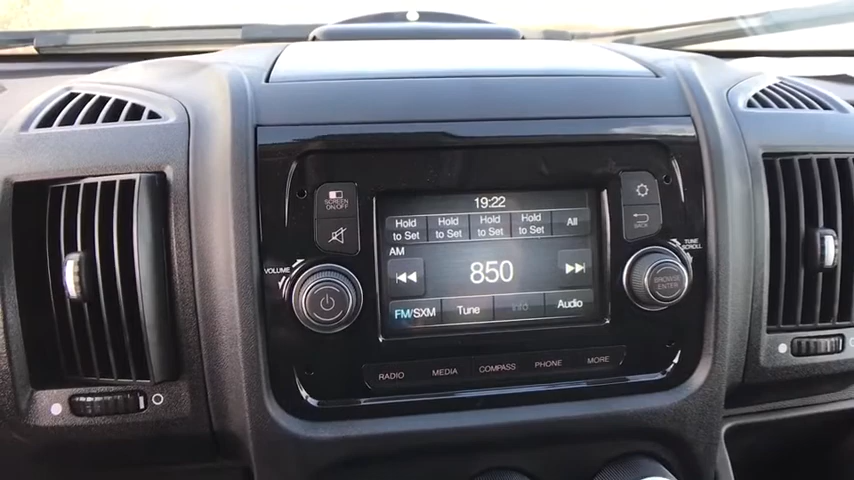 19:22
SCREEN
ON/OFF
Hold
to Set
Hold
to Set
Hold
to Set
Hold
to Set
All
AM
850
FM/SXM
Tune
Info
Audio
BACK
VOLUME
TUNE
SCROLL
BROWSE
ENTER
RADIO
MEDIA
COMPASS
PHONE
MORE